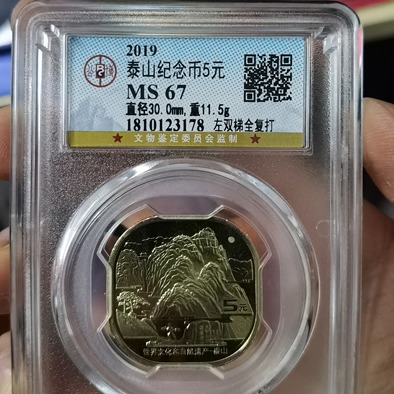 2019
泰山纪念币5元
MS 67
直径30.0mm,重11.5g
1810123178 左双梯全复打
★ 文物鉴定委员会监制 ★
5元
世界文化和自然遗产·泰山